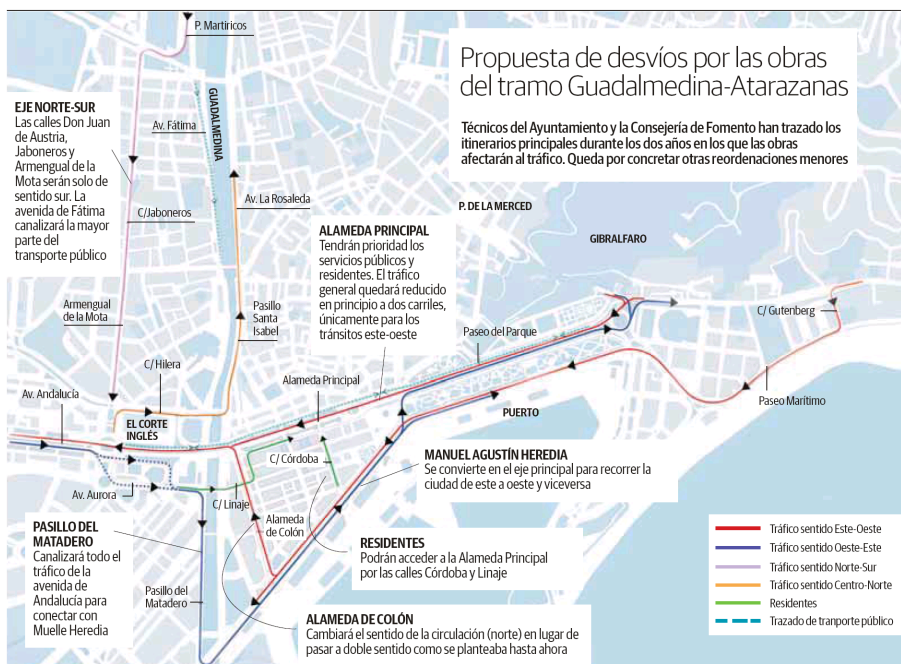 Propuesta de desvíos por las obras
del tramo Guadalmedina-Atarazanas
Técnicos del Ayuntamiento y la Consejería de Fomento han trazado los
itinerarios principales durante los dos años en los que las obras
afectarán al tráfico. Queda por concretar otras reordenaciones menores
P. Martiricos
GUADALMEDINA
EJE NORTE-SUR
Las calles Don Juan
de Austria,
Jaboneros y
Armengual de la
Mota serán solo de
sentido sur. La
avenida de Fátima
canalizará la mayor
parte del
transporte público
Av. Fátima
C/Jaboneros
Av. La Rosaleda
P. DE LA MERCED
GIBRALFARO
ALAMEDA PRINCIPAL
Tendrán prioridad los
servicios públicos y
residentes. El tráfico
general quedará reducido
en principio a dos carriles,
únicamente para los
tránsitos este-oeste
Armengual
de la Mota
Pasillo
Santa
Isabel
C/ Gutenberg
Paseo del Parque
C/ Hilera
Alameda Principal
Av. Andalucía
Paseo Marítimo
EL CORTE
INGLÉS
PUERTO
C/ Córdoba
MANUEL AGUSTÍN HEREDIA
Se convierte en el eje principal para recorrer la
ciudad de este a oeste y viceversa
Av. Aurora
C/ Linaje
Alameda
de Colón
PASILLO DEL
MATADERO
Canalizará todo el
tráfico de la
avenida de
Andalucía para
conectar con
Muelle Heredia
RESIDENTES
Podrán acceder a la Alameda Principal
por las calles Córdoba y Linaje
Pasillo del
Matadero
ALAMEDA DE COLÓN
Cambiará el sentido de la circulación (norte) en lugar de
pasar a doble sentido como se planteaba hasta ahora
Tráfico sentido Este-Oeste
Tráfico sentido Oeste-Este
Tráfico sentido Norte-Sur
Tráfico sentido Centro-Norte
Residentes
Trazado de tranporte público